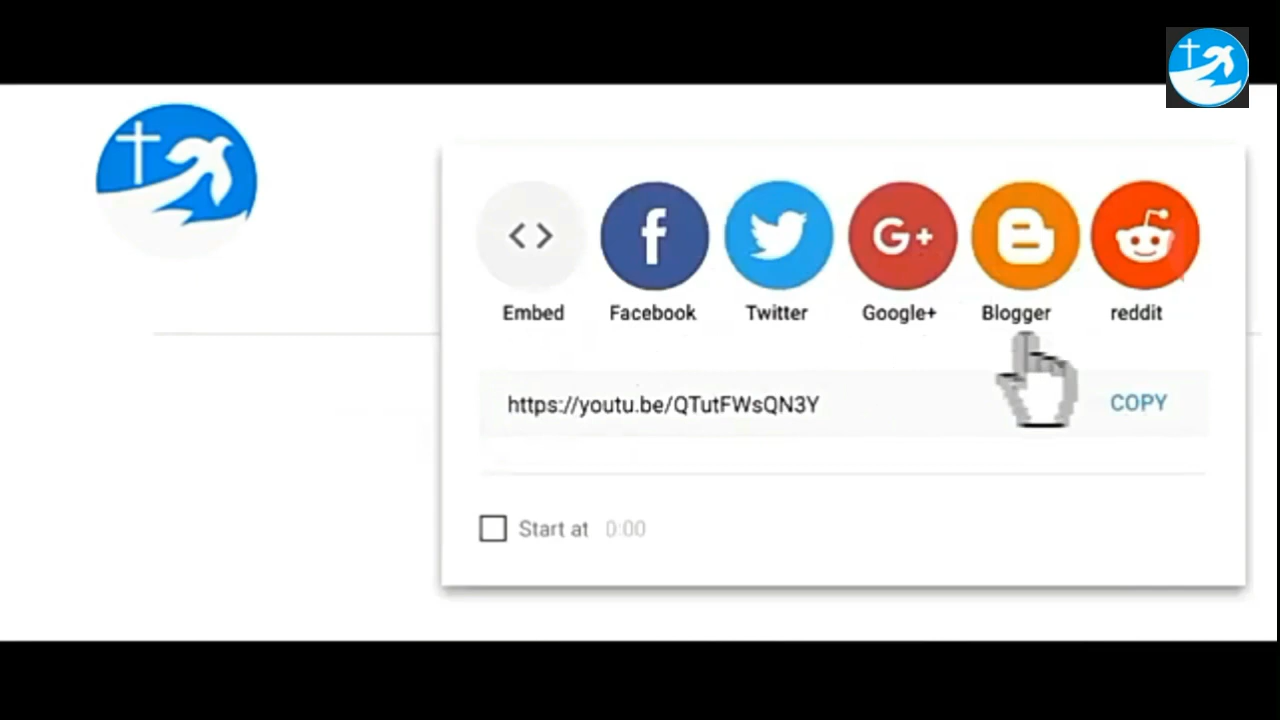 Embed Facebook Twitter Google+ Blogger reddit
https://youtu.be/QTutFWsQN3Y COPY
Start at 0:00